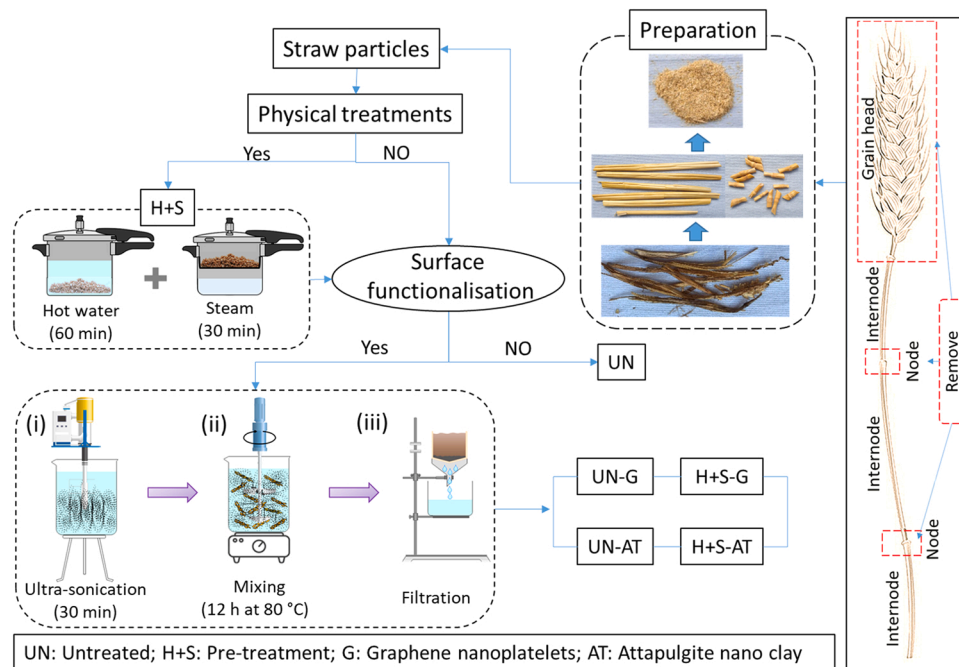 Straw particles
Physical treatments
Yes
NO
H+S
Hot water
(60 min)
Steam
(30 min)
Surface
functionalisation
Yes
NO
UN
Preparation
Grain head
Internode
Node
Remove
Internode
Node
Internode
(i)
(ii)
(iii)
Ultra-sonication
(30 min)
Mixing
(12 h at 80 °C)
Filtration
UN-G
H+S-G
UN-AT
H+S-AT
UN: Untreated; H+S: Pre-treatment; G: Graphene nanoplatelets; AT: Attapulgite nano clay